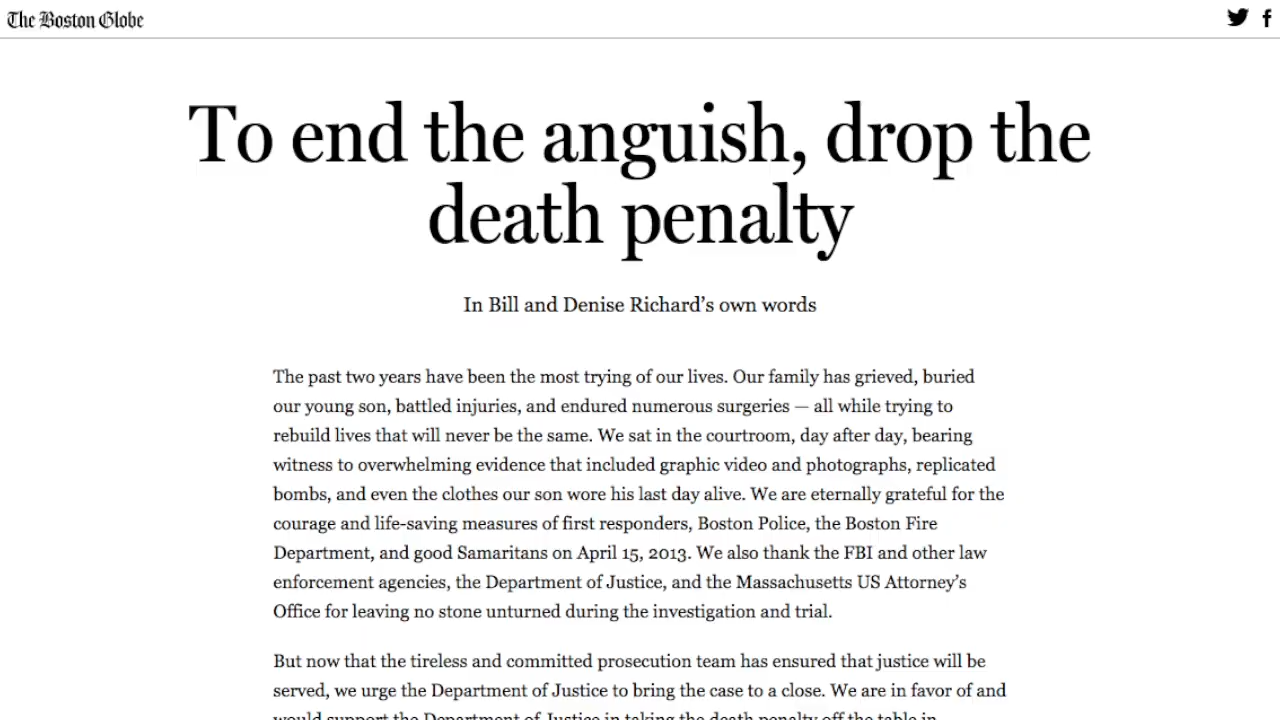 The Boston Globe
To end the anguish, drop the
death penalty
In Bill and Denise Richard's own words
The past two years have been the most trying of our lives. Our family has grieved, buried
our young son, battled injuries, and endured numerous surgeries — all while trying to
rebuild lives that will never be the same. We sat in the courtroom, day after day, bearing
witness to overwhelming evidence that included graphic video and photographs, replicated
bombs, and even the clothes our son wore his last day alive. We are eternally grateful for the
courage and life-saving measures of first responders, Boston Police, the Boston Fire
Department, and good Samaritans on April 15, 2013. We also thank the FBI and other law
enforcement agencies, the Department of Justice, and the Massachusetts US Attorney's
Office for leaving no stone unturned during the investigation and trial.
But now that the tireless and committed prosecution team has ensured that justice will be
served, we urge the Department of Justice to bring the case to a close. We are in favor of and
would support the Department of Justice in taking the death penalty off the table in